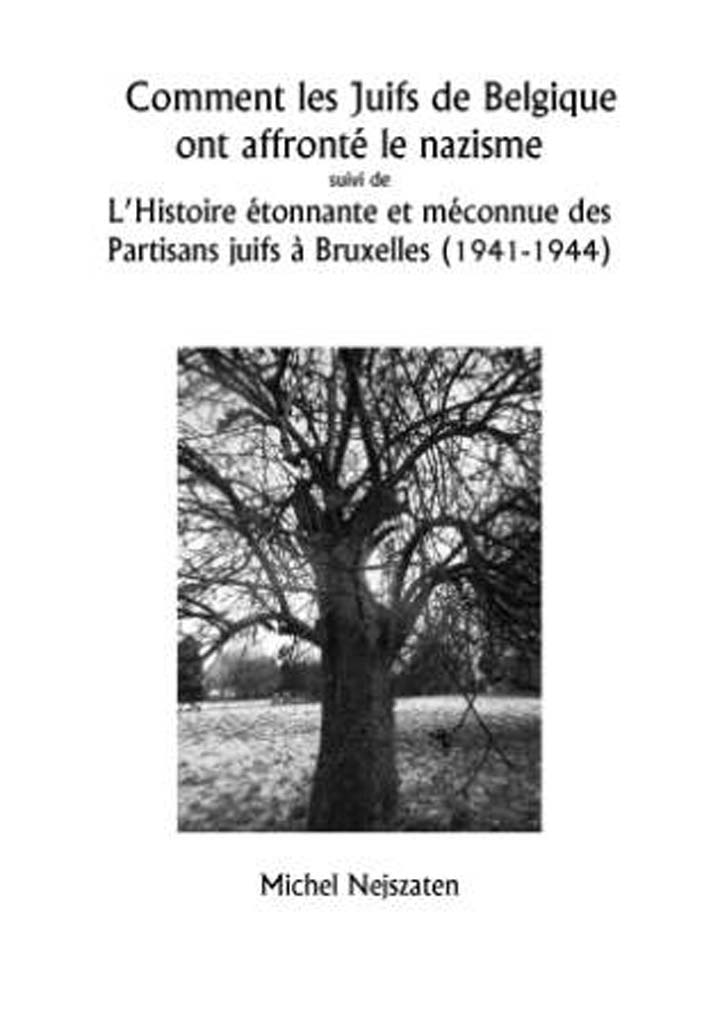 Comment les Juifs de Belgique
ont affronté le nazisme
suivi de
L'Histoire étonnante et méconnue des
Partisans juifs à Bruxelles (1941-1944)
Michel Nejszaten